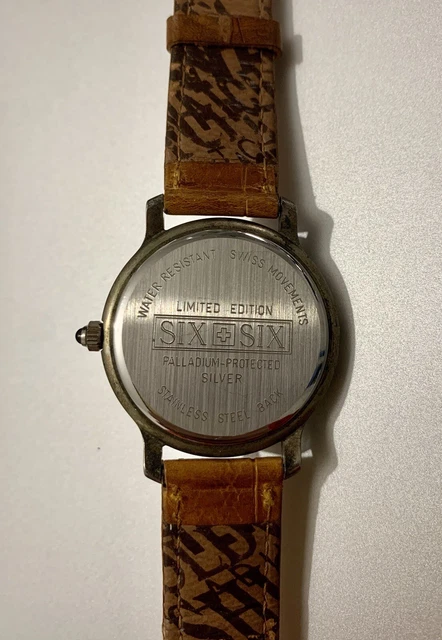 WATER RESISTANT SWISS MOVEMENTS
LIMITED EDITION
SIX SIX
PALLADIUM-PROTECTED
SILVER
STAINLESS STEEL BACK